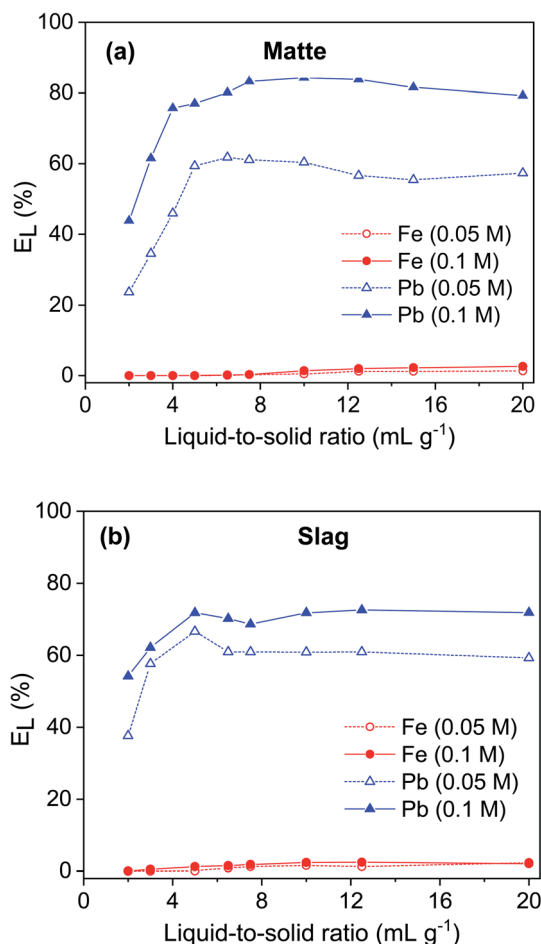 100
(a) Matte
80
60
40
20
0
E_L (%)
Fe (0.05 M)
Fe (0.1 M)
Pb (0.05 M)
Pb (0.1 M)
0 4 8 12 16 20
Liquid-to-solid ratio (mL g⁻¹)
100
(b) Slag
80
60
40
20
0
E_L (%)
Fe (0.05 M)
Fe (0.1 M)
Pb (0.05 M)
Pb (0.1 M)
0 4 8 12 16 20
Liquid-to-solid ratio (mL g⁻¹)